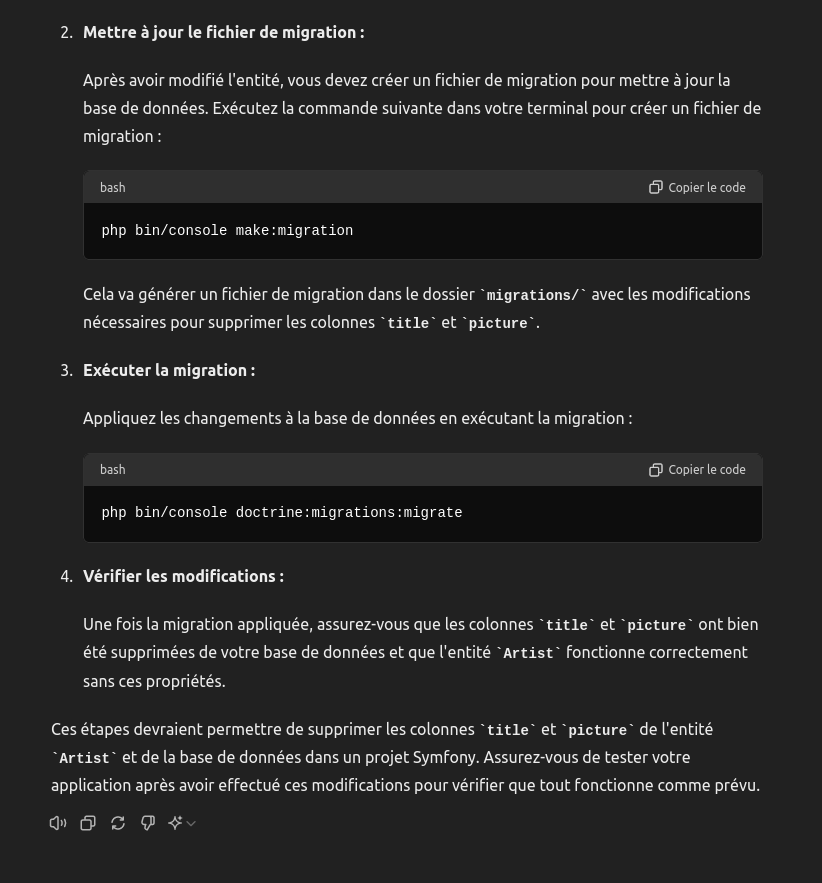 2. Mettre à jour le fichier de migration :
Après avoir modifié l'entité, vous devez créer un fichier de migration pour mettre à jour la
base de données. Exécutez la commande suivante dans votre terminal pour créer un fichier de
migration :
bash Copier le code
php bin/console make:migration
Cela va générer un fichier de migration dans le dossier `migrations/` avec les modifications
nécessaires pour supprimer les colonnes `title` et `picture`.
3. Exécuter la migration :
Appliquez les changements à la base de données en exécutant la migration :
bash Copier le code
php bin/console doctrine:migrations:migrate
4. Vérifier les modifications :
Une fois la migration appliquée, assurez-vous que les colonnes `title` et `picture` ont bien
été supprimées de votre base de données et que l'entité `Artist` fonctionne correctement
sans ces propriétés.
Ces étapes devraient permettre de supprimer les colonnes `title` et `picture` de l'entité
`Artist` et de la base de données dans un projet Symfony. Assurez-vous de tester votre
application après avoir effectué ces modifications pour vérifier que tout fonctionne comme prévu.